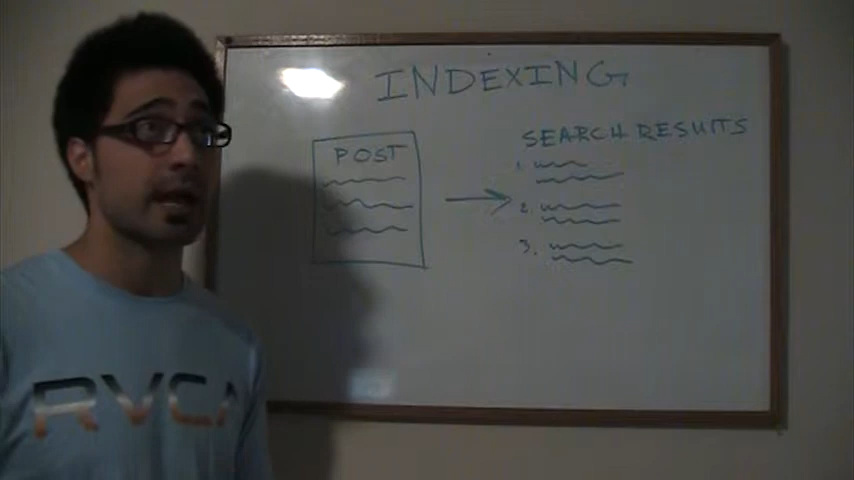 INDEXING
POST
SEARCH RESULTS
1.
2.
3.
RVCA